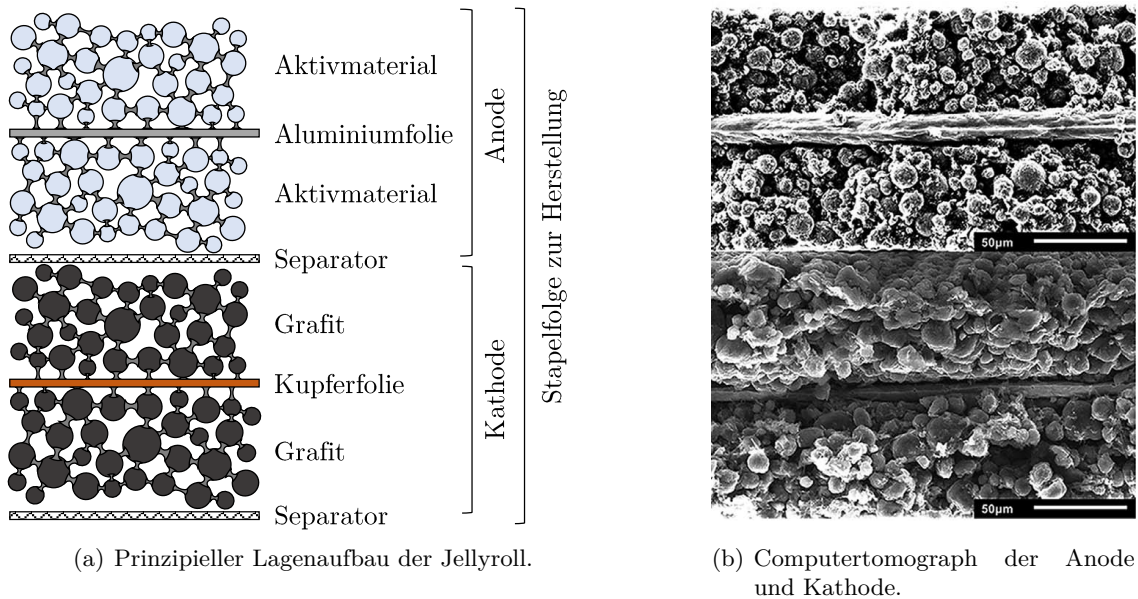 Aktivmaterial
Aluminiumfolie
Aktivmaterial
Separator
Grafit
Kupferfolie
Grafit
Separator
Anode
Kathode
Stapelfolge zur Herstellung
50µm
50µm
(a) Prinzipieller Lagenaufbau der Jellyroll.
(b) Computertomograph der Anode
und Kathode.